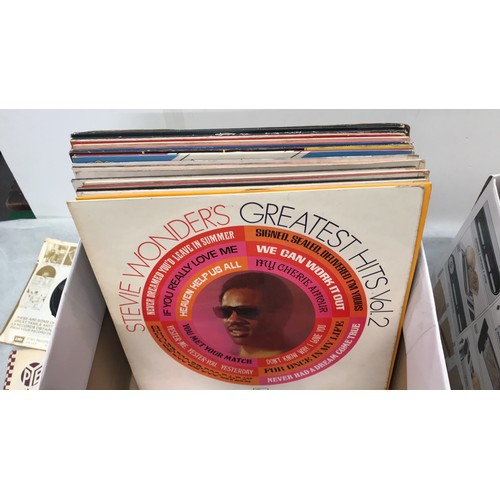 STEVIE WONDER'S GREATEST HITS Vol. 2
NEVER DREAMED YOU'D LEAVE IN SUMMER
SIGNED, SEALED, DELIVERED I'M YOURS
IF YOU REALLY LOVE ME
WE CAN WORK IT OUT
HEAVEN HELP US ALL
MY CHERIE AMOUR
YOU MET YOUR MATCH
DON'T KNOW WHY I LOVE YOU
YESTER ME, YESTER YOU, YESTERDAY
FOR ONCE IN MY LIFE
NEVER HAD A DREAM COME TRUE
EMI
PYE